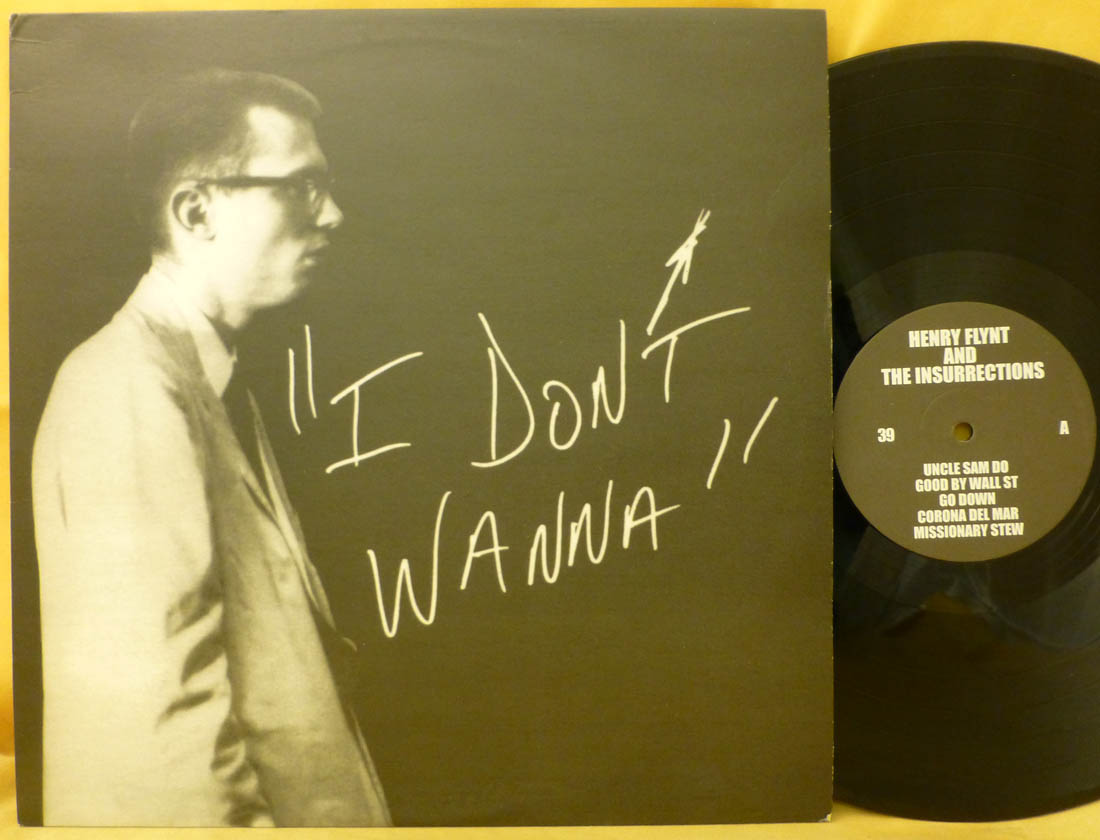 "I DON'T
WANNA"
HENRY FLYNT
AND
THE INSURRECTIONS
39
A
UNCLE SAM DO
GOOD BY WALL ST
GO DOWN
CORONA DEL MAR
MISSIONARY STEW